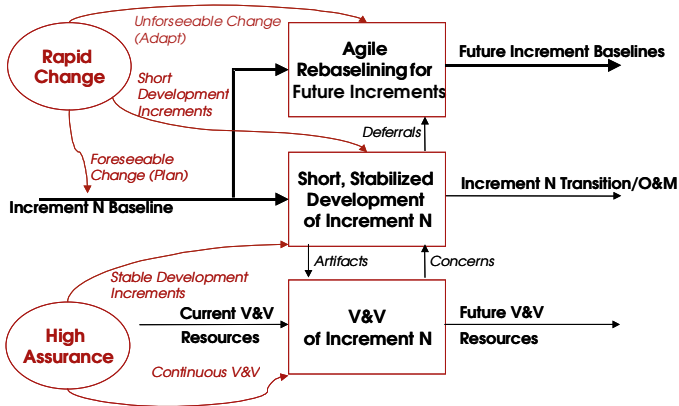 Unforseeable Change
(Adapt)
Rapid
Change
Short
Development
Increments
Agile
Rebaselining for
Future Increments
Future Increment Baselines
Deferrals
Foreseeable
Change (Plan)
Increment N Baseline
Short, Stabilized
Development
of Increment N
Increment N Transition/O&M
Artifacts
Concerns
Stable Development
Increments
High
Assurance
Current V&V
Resources
V&V
of Increment N
Future V&V
Resources
Continuous V&V